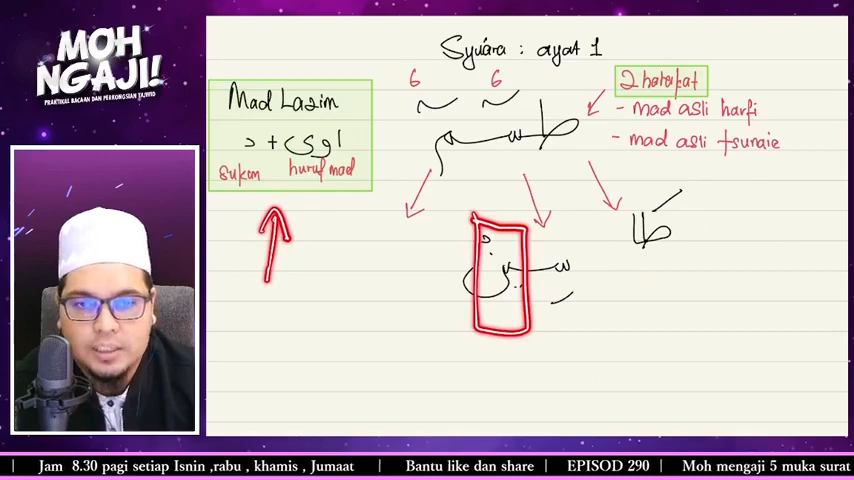 MOH
NGAJI!
PRAKTIKAL BACAAN DAN PERKONGSIAN TAJWID
Syuara : ayat 1
6 6
2 harakat
- mad asli harfi
- mad asli tsunaie
طسم
Mad Lazim
ا و ي + د
sukun huruf mad
طا
سين
Jam 8.30 pagi setiap Isnin ,rabu , khamis , Jumaat | Bantu like dan share | EPISOD 290 | Moh mengaji 5 muka surat